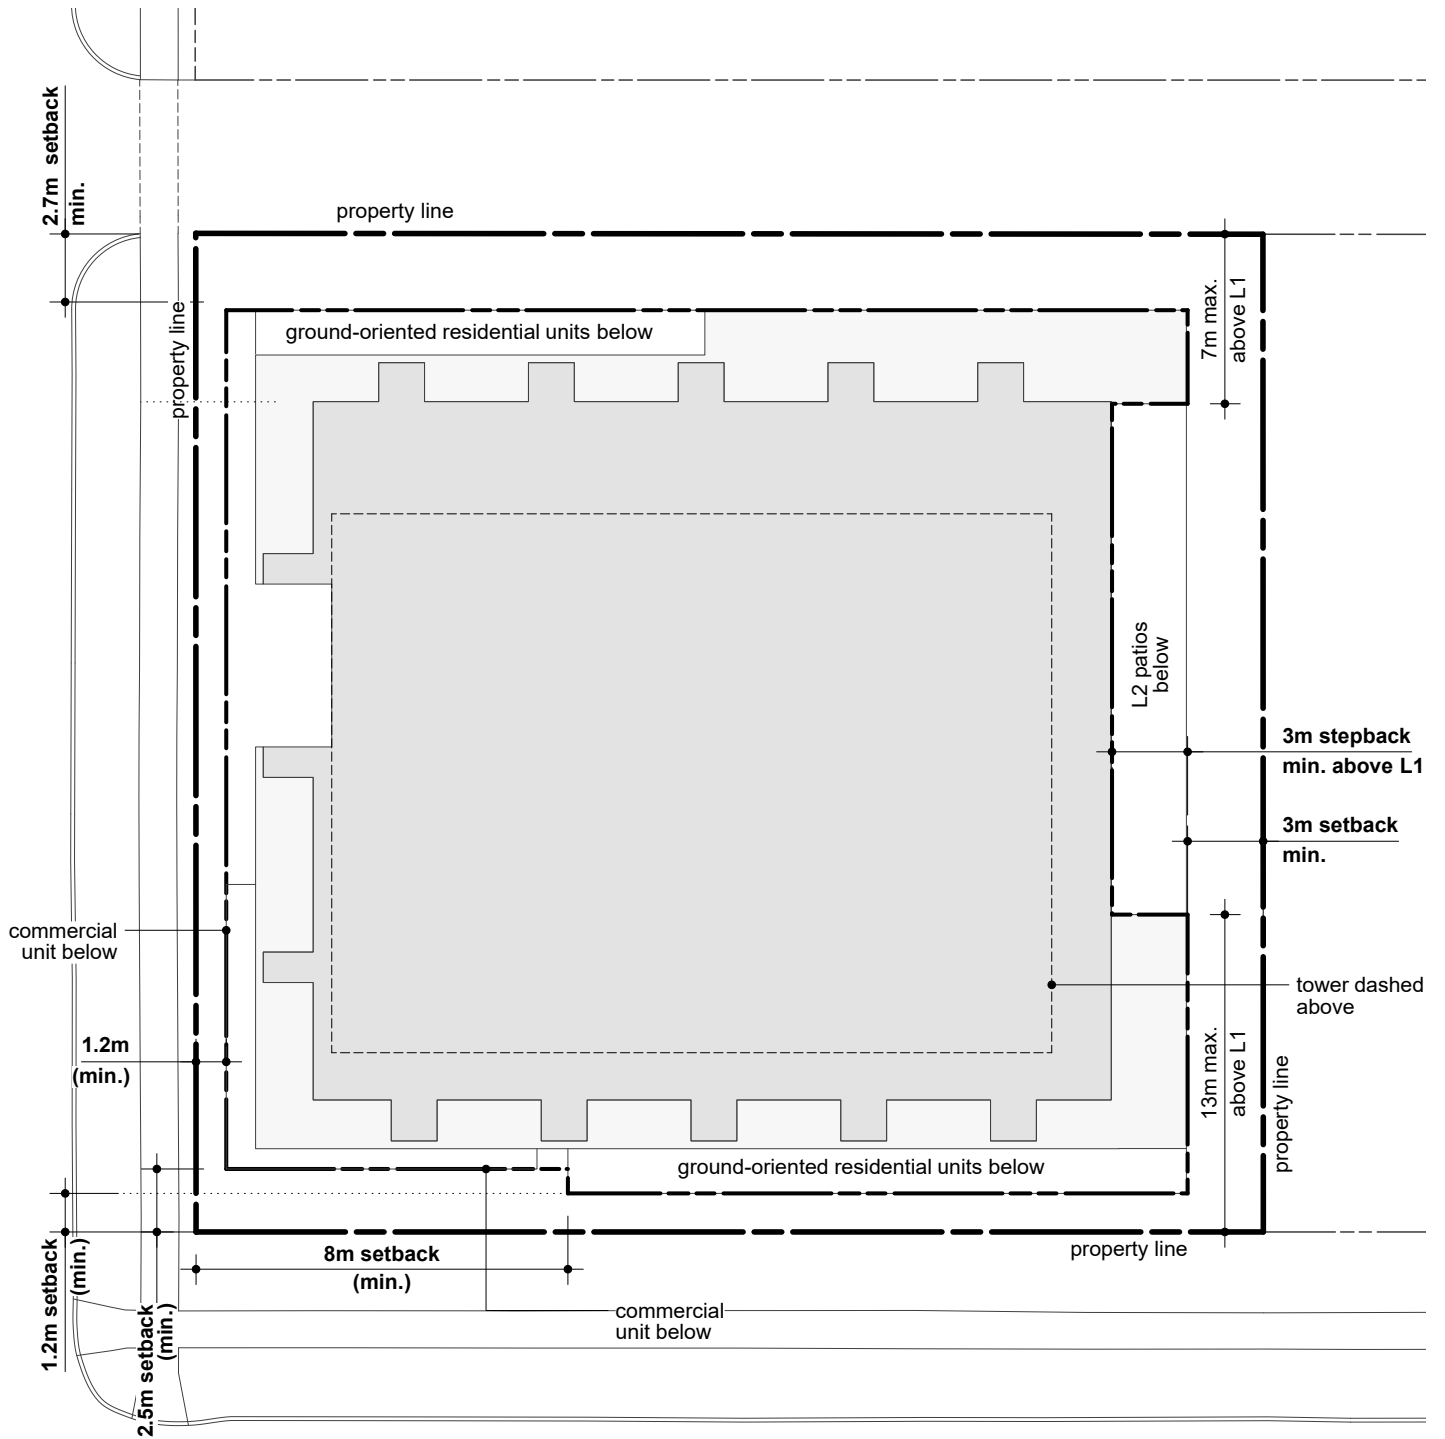 2.7m setback
min.
property line
property line
7m max.
above L1
ground-oriented residential units below
L2 patios
below
3m stepback
min. above L1
3m setback
min.
commercial
unit below
tower dashed
above
1.2m
(min.)
13m max.
above L1
property line
ground-oriented residential units below
1.2m setback
(min.)
8m setback
(min.)
property line
2.5m setback
(min.)
commercial
unit below